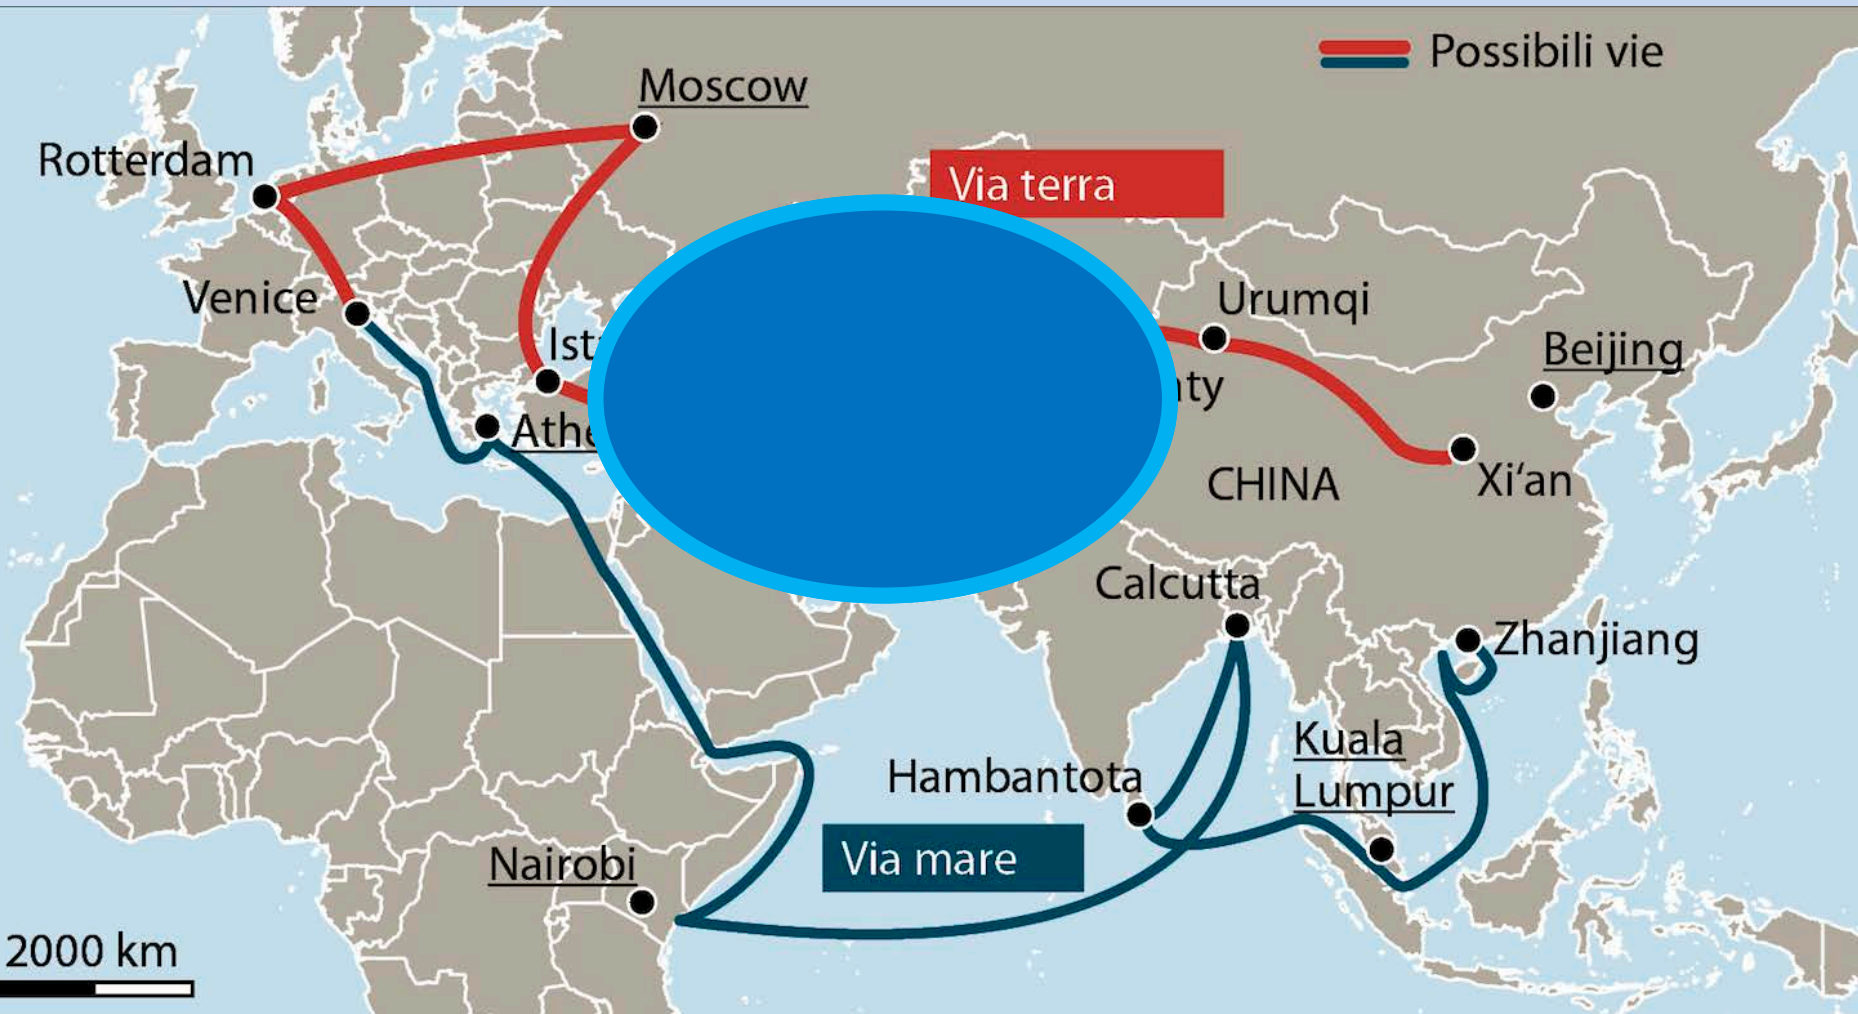 Possibili vie
Moscow
Rotterdam
Via terra
Venice
Urumqi
Beijing
CHINA
Xi'an
Calcutta
Zhanjiang
Kuala
Lumpur
Hambantota
Via mare
Nairobi
2000 km